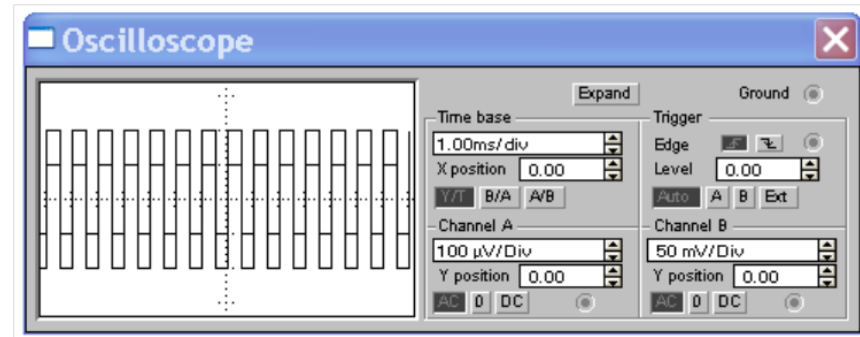 Oscilloscope
Expand
Ground
Time base
1.00ms/div
X position 0.00
Y/T B/A A/B
Trigger
Edge
Level 0.00
Auto A B Ext
Channel A
100 µV/Div
Y position 0.00
AC 0 DC
Channel B
50 mV/Div
Y position 0.00
AC 0 DC